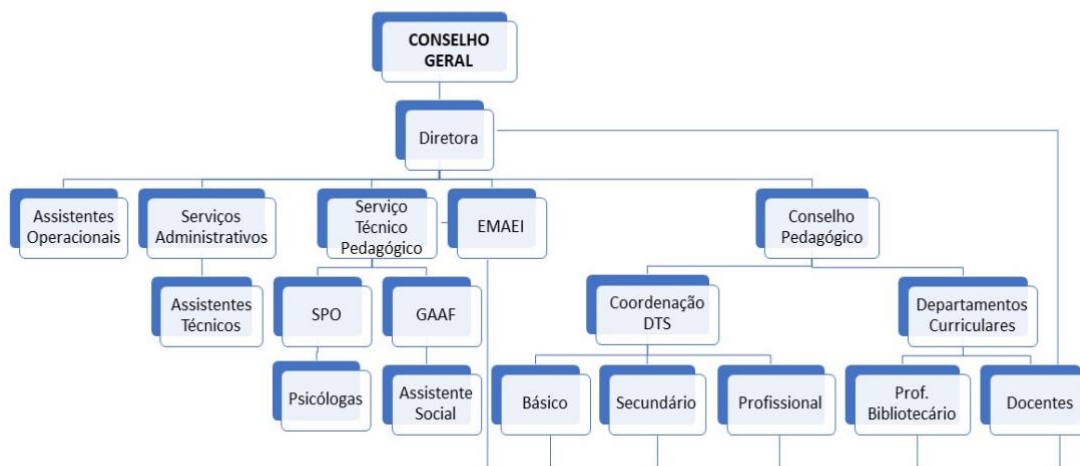 CONSELHO
GERAL
Diretora
Assistentes
Operacionais
Serviços
Administrativos
Serviço
Técnico
Pedagógico
EMAEI
Conselho
Pedagógico
Assistentes
Técnicos
SPO
GAAF
Coordenação
DTS
Departamentos
Curriculares
Psicólogas
Assistente
Social
Básico
Secundário
Profissional
Prof.
Bibliotecário
Docentes